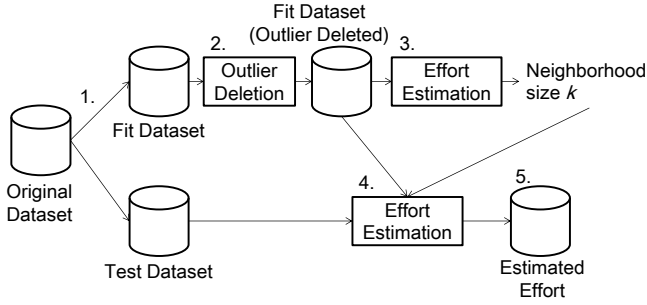 Fit Dataset
(Outlier Deleted)
1.
2.
3.
Outlier
Deletion
Effort
Estimation
Neighborhood
size k
Fit Dataset
Original
Dataset
4.
5.
Effort
Estimation
Test Dataset
Estimated
Effort